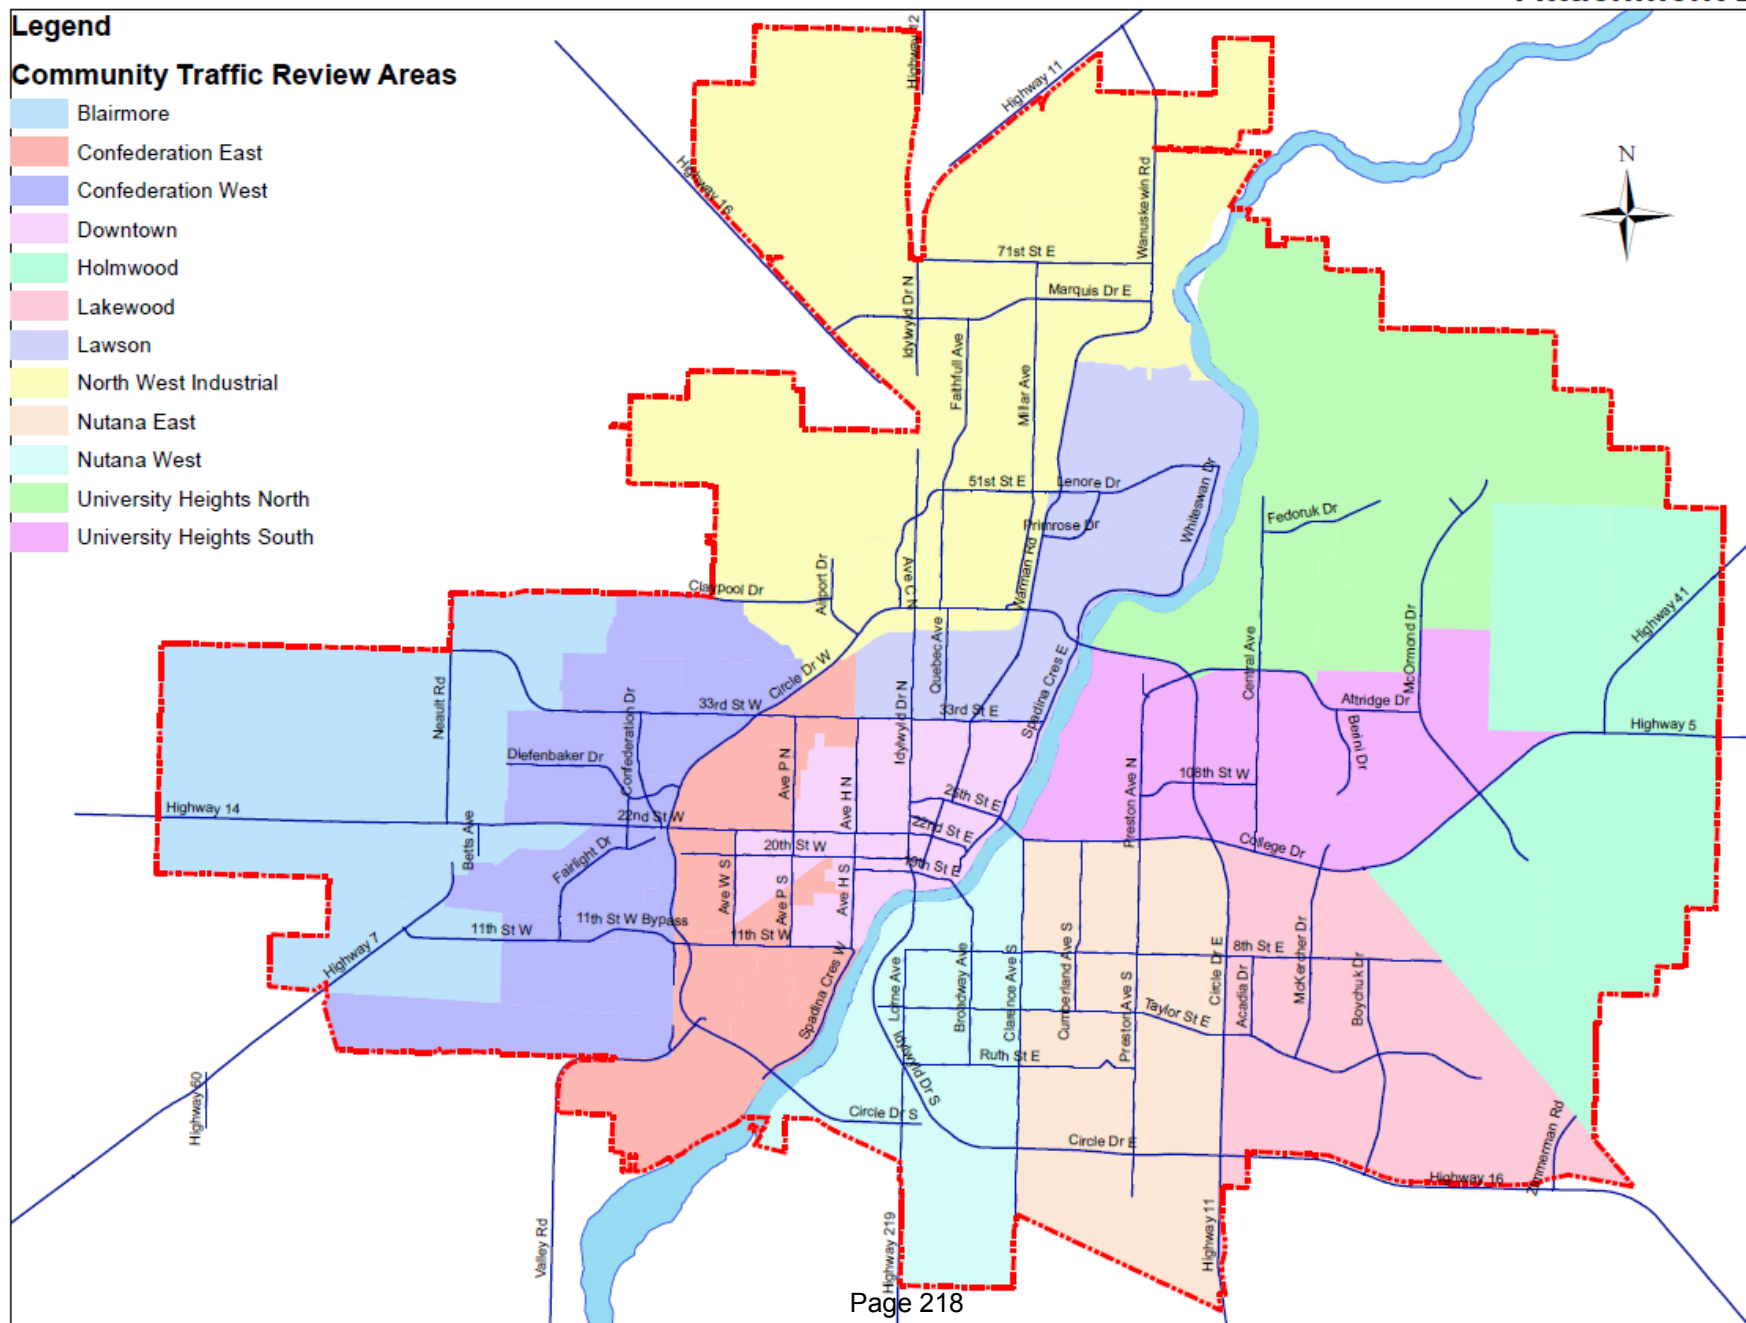 Legend
Community Traffic Review Areas
Blairmore
Confederation East
Confederation West
Downtown
Holmwood
Lakewood
Lawson
North West Industrial
Nutana East
Nutana West
University Heights North
University Heights South
N
Highway 12
Highway 11
Highway 16
Wanuskewin Rd
71st St E
Marquis Dr E
Idylwyld Dr N
Faithfull Ave
Millar Ave
51st St E
Lenore Dr
Primrose Dr
Whiteswan Dr
Fedoruk Dr
Warman Rd
Claypool Dr
Airport Dr
Ave C N
Quebec Ave
Circle Dr W
Spadina Cres E
Central Ave
McOrmond Dr
Highway 41
Neault Rd
Confederation Dr
33rd St W
Idylwyld Dr N
33rd St E
Attridge Dr
Berini Dr
Highway 5
Diefenbaker Dr
Ave P N
Ave H N
Preston Ave N
108th St W
Highway 14
22nd St W
25th St E
22nd St E
Betts Ave
Fairlight Dr
20th St W
19th St E
College Dr
Ave W S
Ave P S
Ave H S
11th St W
11th St W Bypass
11th St W
Highway 7
Spadina Cres W
Lorne Ave
Broadway Ave
Clarence Ave S
Cumberland Ave S
Preston Ave S
Circle Dr E
Acadia Dr
McKercher Dr
Boychuk Dr
8th St E
Taylor St E
Ruth St E
Idylwyld Dr S
Circle Dr S
Circle Dr E
Highway 60
Valley Rd
Highway 219
Highway 11
Highway 16
Zimmerman Rd
Page 218